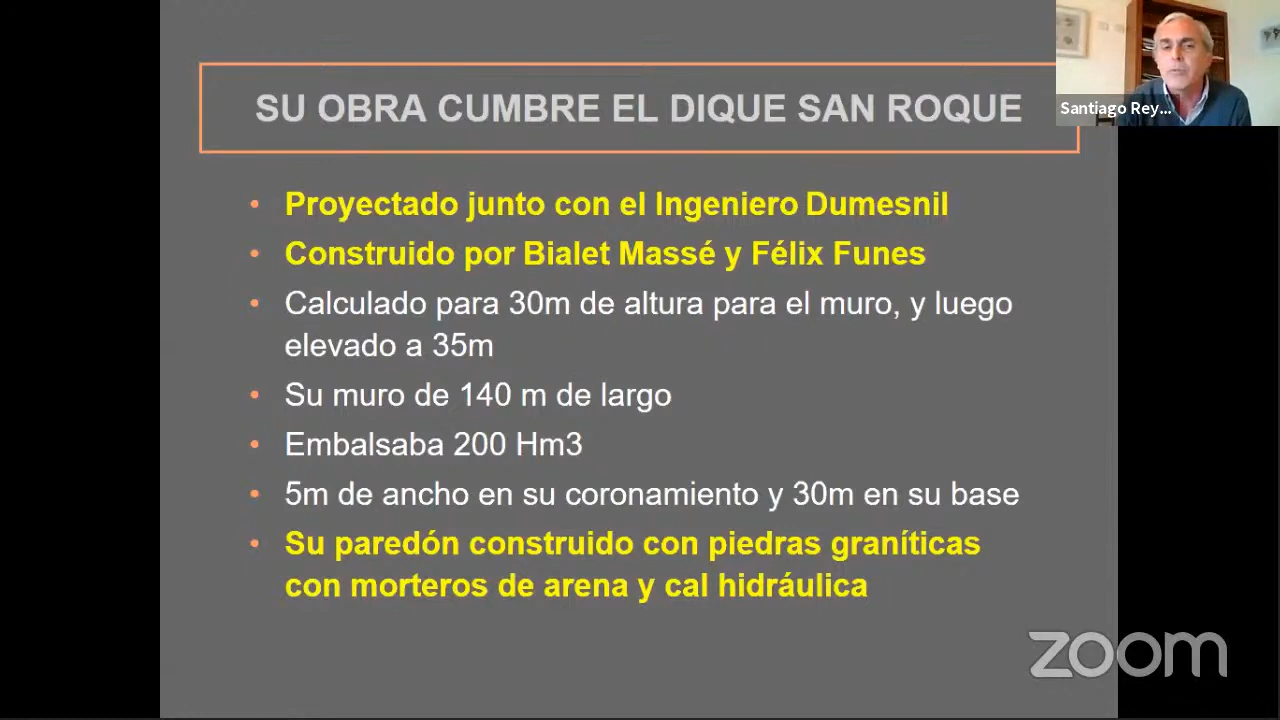 SU OBRA CUMBRE EL DIQUE SAN ROQUE
Santiago Rey...
• Proyectado junto con el Ingeniero Dumesnil
• Construido por Bialet Massé y Félix Funes
• Calculado para 30m de altura para el muro, y luego
elevado a 35m
• Su muro de 140 m de largo
• Embalsaba 200 Hm3
• 5m de ancho en su coronamiento y 30m en su base
• Su paredón construido con piedras graníticas
con morteros de arena y cal hidráulica
zoom